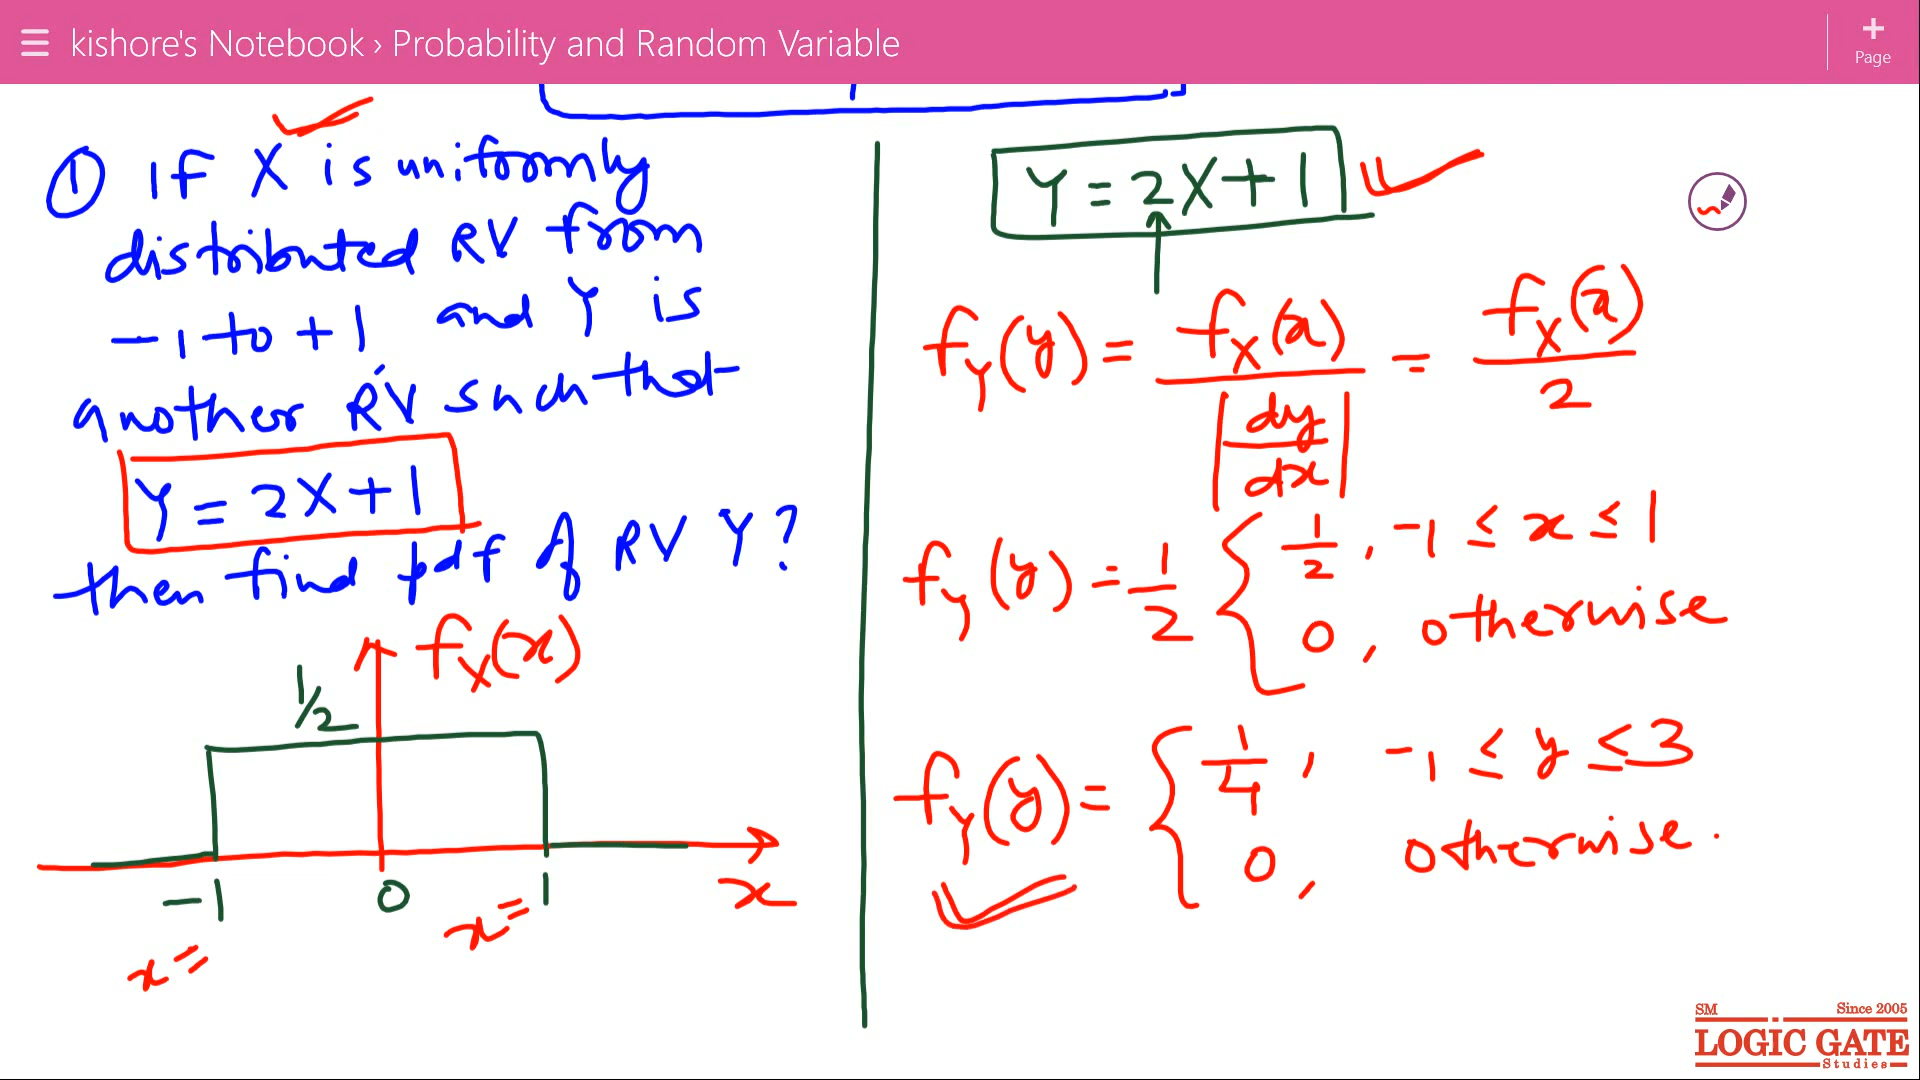 kishore's Notebook › Probability and Random Variable
Page
① If X is uniformly
distributed RV from
-1 to +1 and Y is
another RV such that
Y = 2X+1
then find pdf of RV Y?
fX(x)
1/2
-1 0 1
x= x= x
Y = 2X+1
fY(y) = fX(x) / |dy/dx| = fX(x) / 2
fY(y) = 1/2 { 1/2, -1 ≤ x ≤ 1
0, otherwise
fY(y) = { 1/4, -1 ≤ y ≤ 3
0, otherwise.
SM Since 2005
LOGIC GATE
Studies